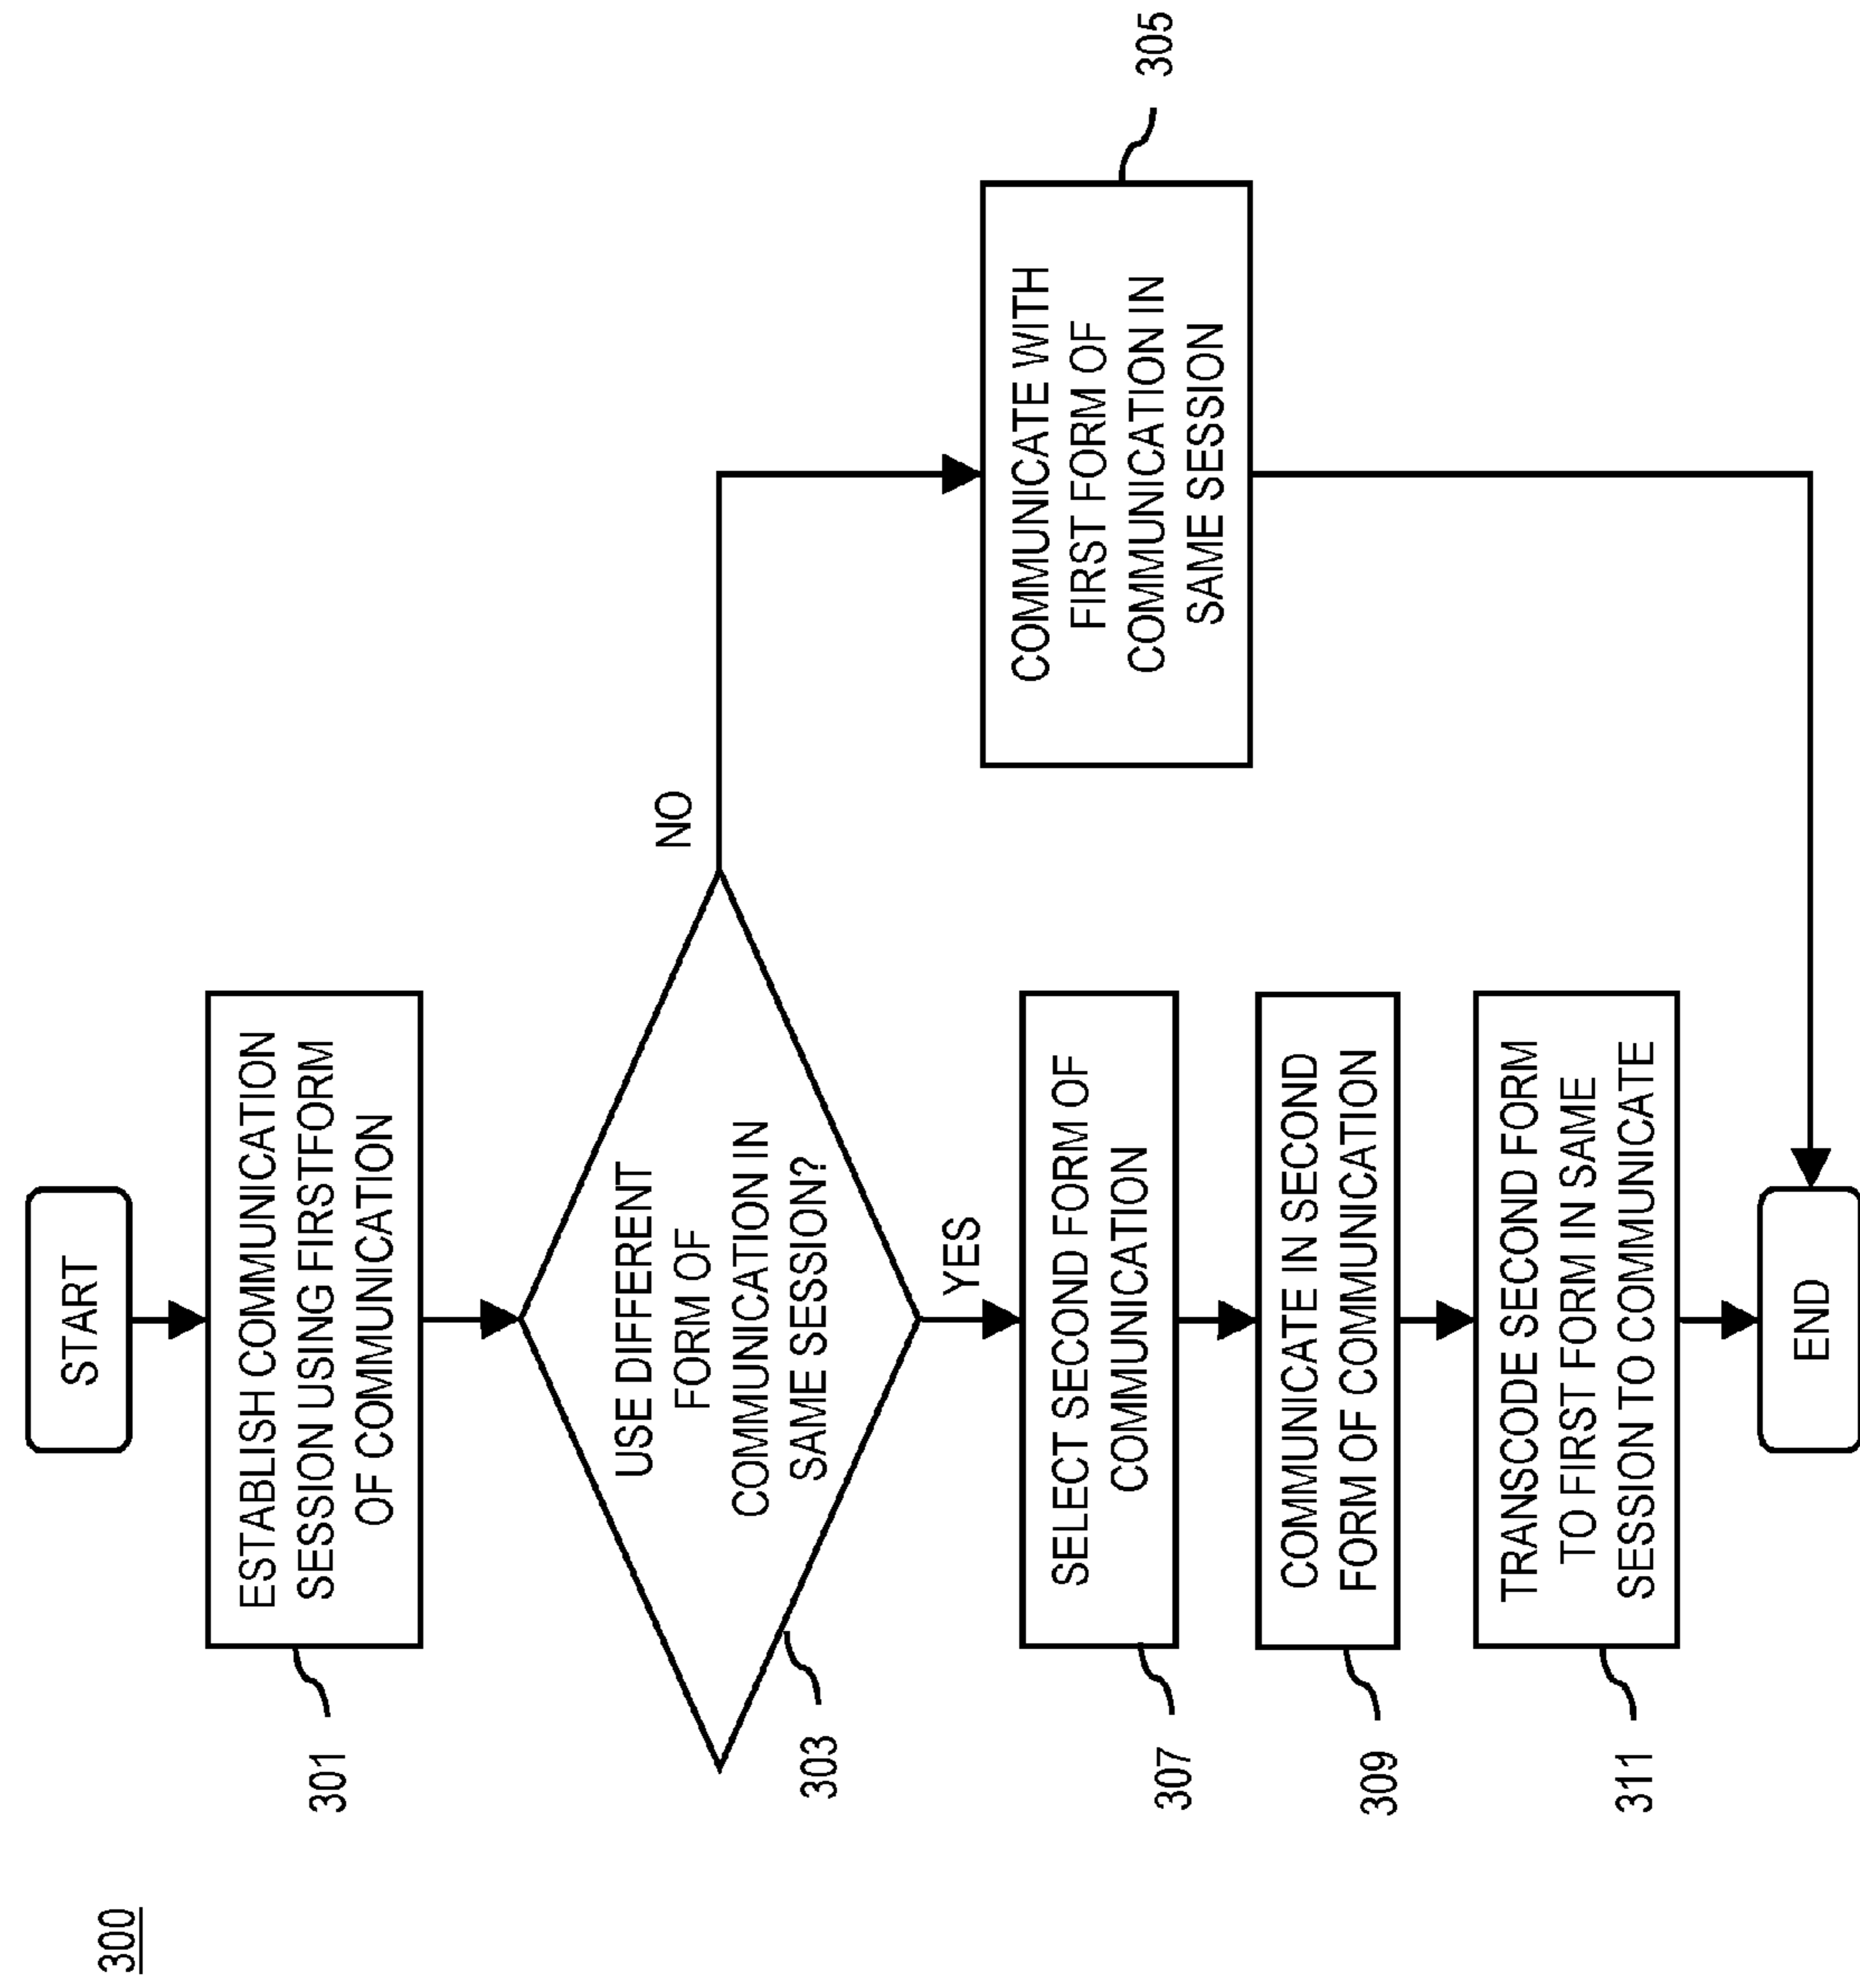 300
START
ESTABLISH COMMUNICATION
SESSION USING FIRSTFORM
OF COMMUNICATION
301
USE DIFFERENT
FORM OF
COMMUNICATION IN
SAME SESSION?
303
NO
YES
COMMUNICATE WITH
FIRST FORM OF
COMMUNICATION IN
SAME SESSION
305
SELECT SECOND FORM OF
COMMUNICATION
307
COMMUNICATE IN SECOND
FORM OF COMMUNICATION
309
TRANSCODE SECOND FORM
TO FIRST FORM IN SAME
SESSION TO COMMUNICATE
311
END